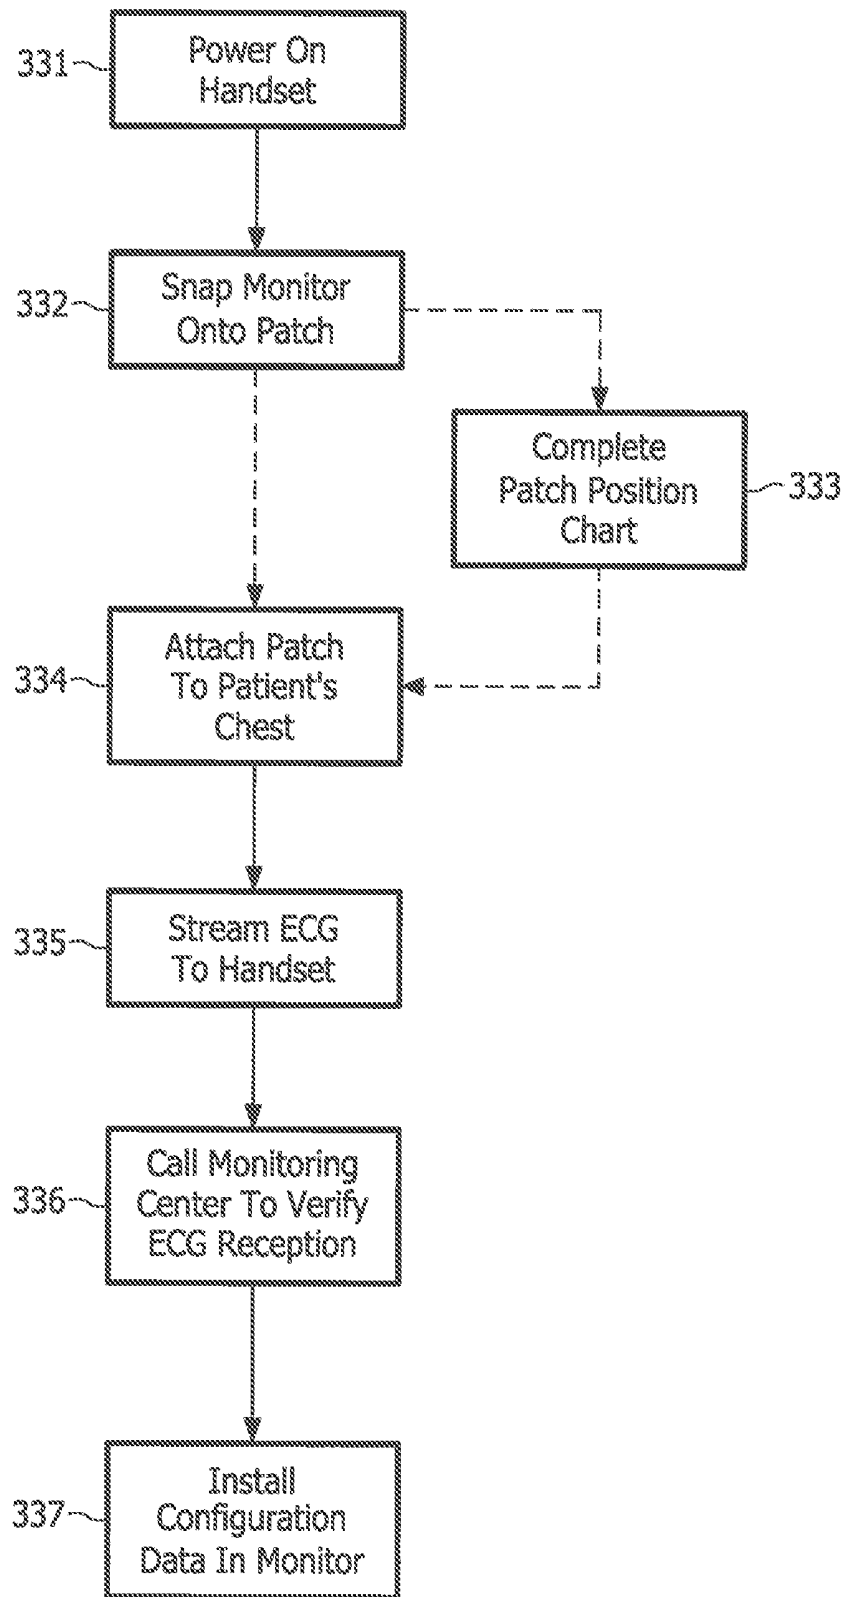 331
Power On
Handset
332
Snap Monitor
Onto Patch
Complete
Patch Position
Chart
333
334
Attach Patch
To Patient's
Chest
335
Stream ECG
To Handset
336
Call Monitoring
Center To Verify
ECG Reception
337
Install
Configuration
Data In Monitor